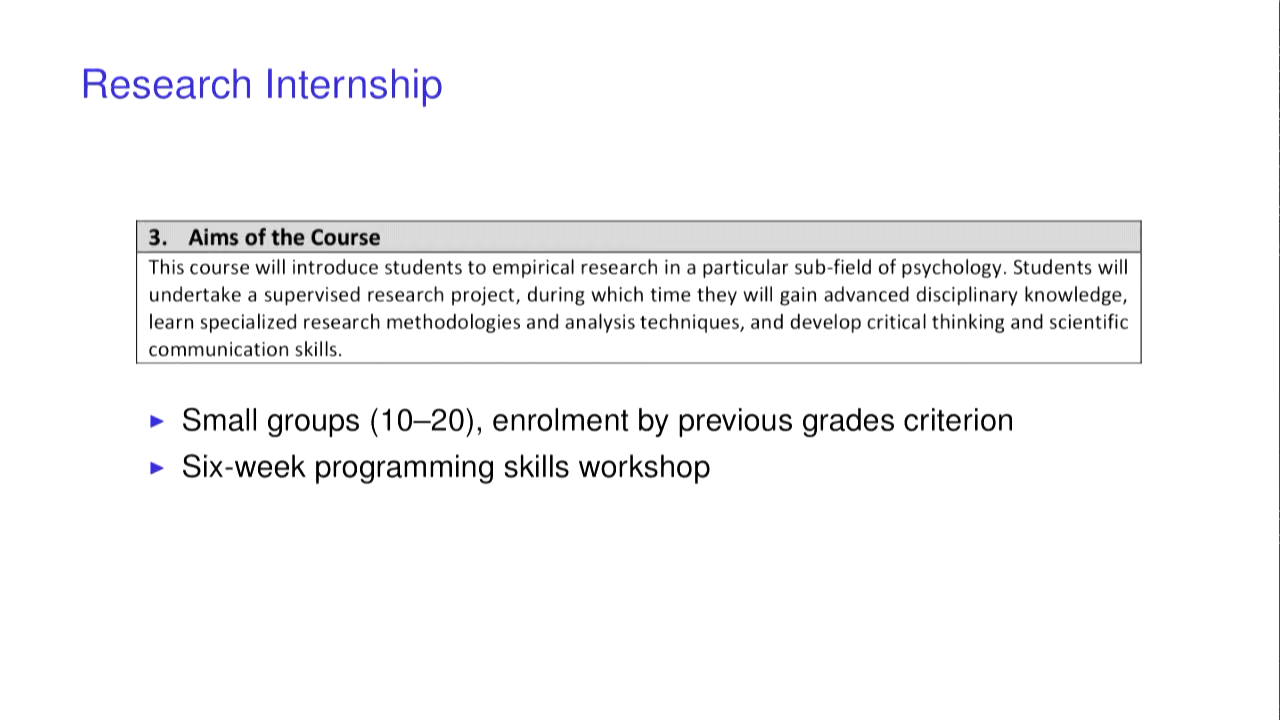 Research Internship
3. Aims of the Course
This course will introduce students to empirical research in a particular sub-field of psychology. Students will
undertake a supervised research project, during which time they will gain advanced disciplinary knowledge,
learn specialized research methodologies and analysis techniques, and develop critical thinking and scientific
communication skills.
▶ Small groups (10–20), enrolment by previous grades criterion
▶ Six-week programming skills workshop